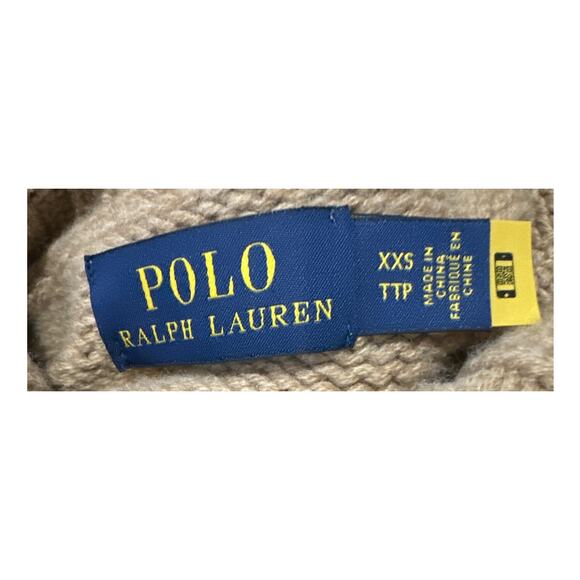 POLO
RALPH LAUREN
XXS
TTP
MADE IN
CHINA
FABRIQUÉ EN
CHINE